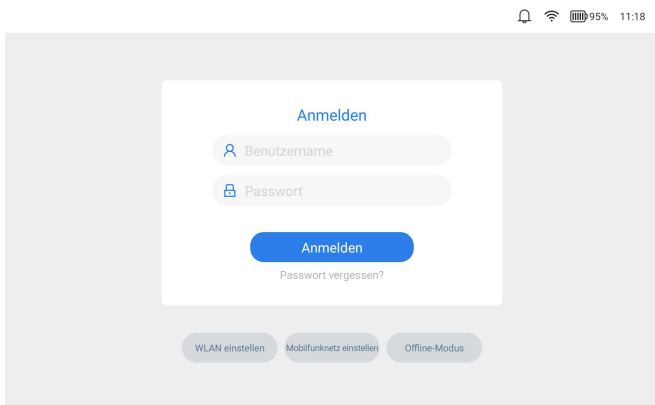 95% 11:18
Anmelden
Benutzername
Passwort
Anmelden
Passwort vergessen?
WLAN einstellen Mobilfunknetz einstellen Offline-Modus